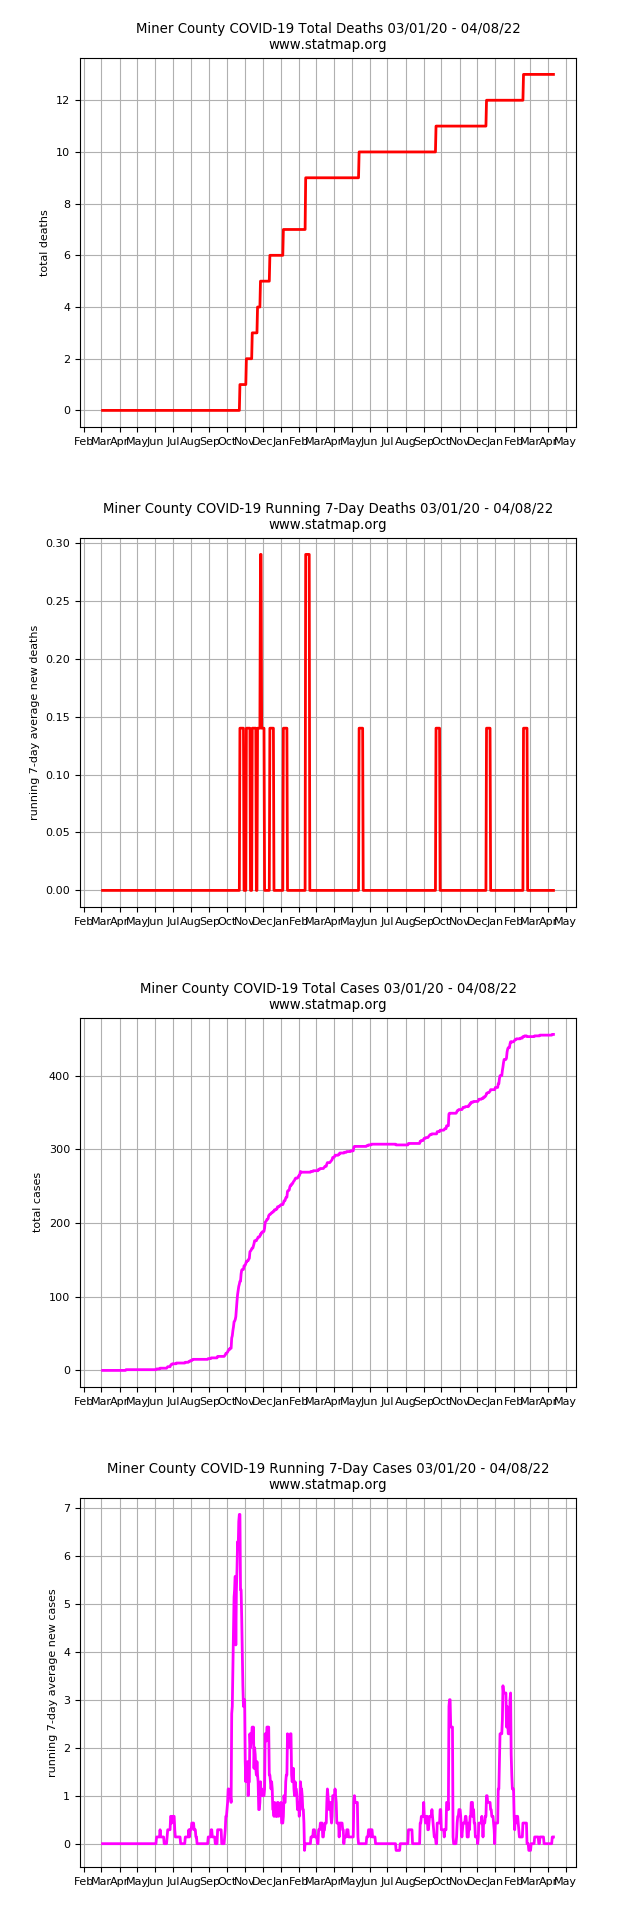 Miner County COVID-19 Total Deaths 03/01/20 - 04/08/22
www.statmap.org
total deaths
12
10
8
6
4
2
0
Feb Mar Apr May Jun Jul Aug Sep Oct Nov Dec Jan Feb Mar Apr May Jun Jul Aug Sep Oct Nov Dec Jan Feb Mar Apr May
Miner County COVID-19 Running 7-Day Deaths 03/01/20 - 04/08/22
www.statmap.org
running 7-day average new deaths
0.30
0.25
0.20
0.15
0.10
0.05
0.00
Feb Mar Apr May Jun Jul Aug Sep Oct Nov Dec Jan Feb Mar Apr May Jun Jul Aug Sep Oct Nov Dec Jan Feb Mar Apr May
Miner County COVID-19 Total Cases 03/01/20 - 04/08/22
www.statmap.org
total cases
400
300
200
100
0
Feb Mar Apr May Jun Jul Aug Sep Oct Nov Dec Jan Feb Mar Apr May Jun Jul Aug Sep Oct Nov Dec Jan Feb Mar Apr May
Miner County COVID-19 Running 7-Day Cases 03/01/20 - 04/08/22
www.statmap.org
running 7-day average new cases
7
6
5
4
3
2
1
0
Feb Mar Apr May Jun Jul Aug Sep Oct Nov Dec Jan Feb Mar Apr May Jun Jul Aug Sep Oct Nov Dec Jan Feb Mar Apr May